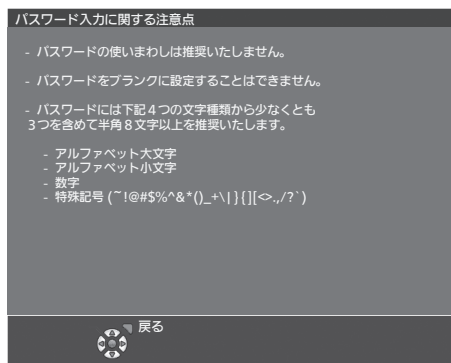 パスワード入力に関する注意点
- パスワードの使いまわしは推奨いたしません。
- パスワードをブランクに設定することはできません。
- パスワードには下記４つの文字種類から少なくとも
3つを含めて半角８文字以上を推奨いたします。
- アルファベット大文字
- アルファベット小文字
- 数字
- 特殊記号 (~!@#$%^&*()_+\|}{][<>.,/?`)
戻る